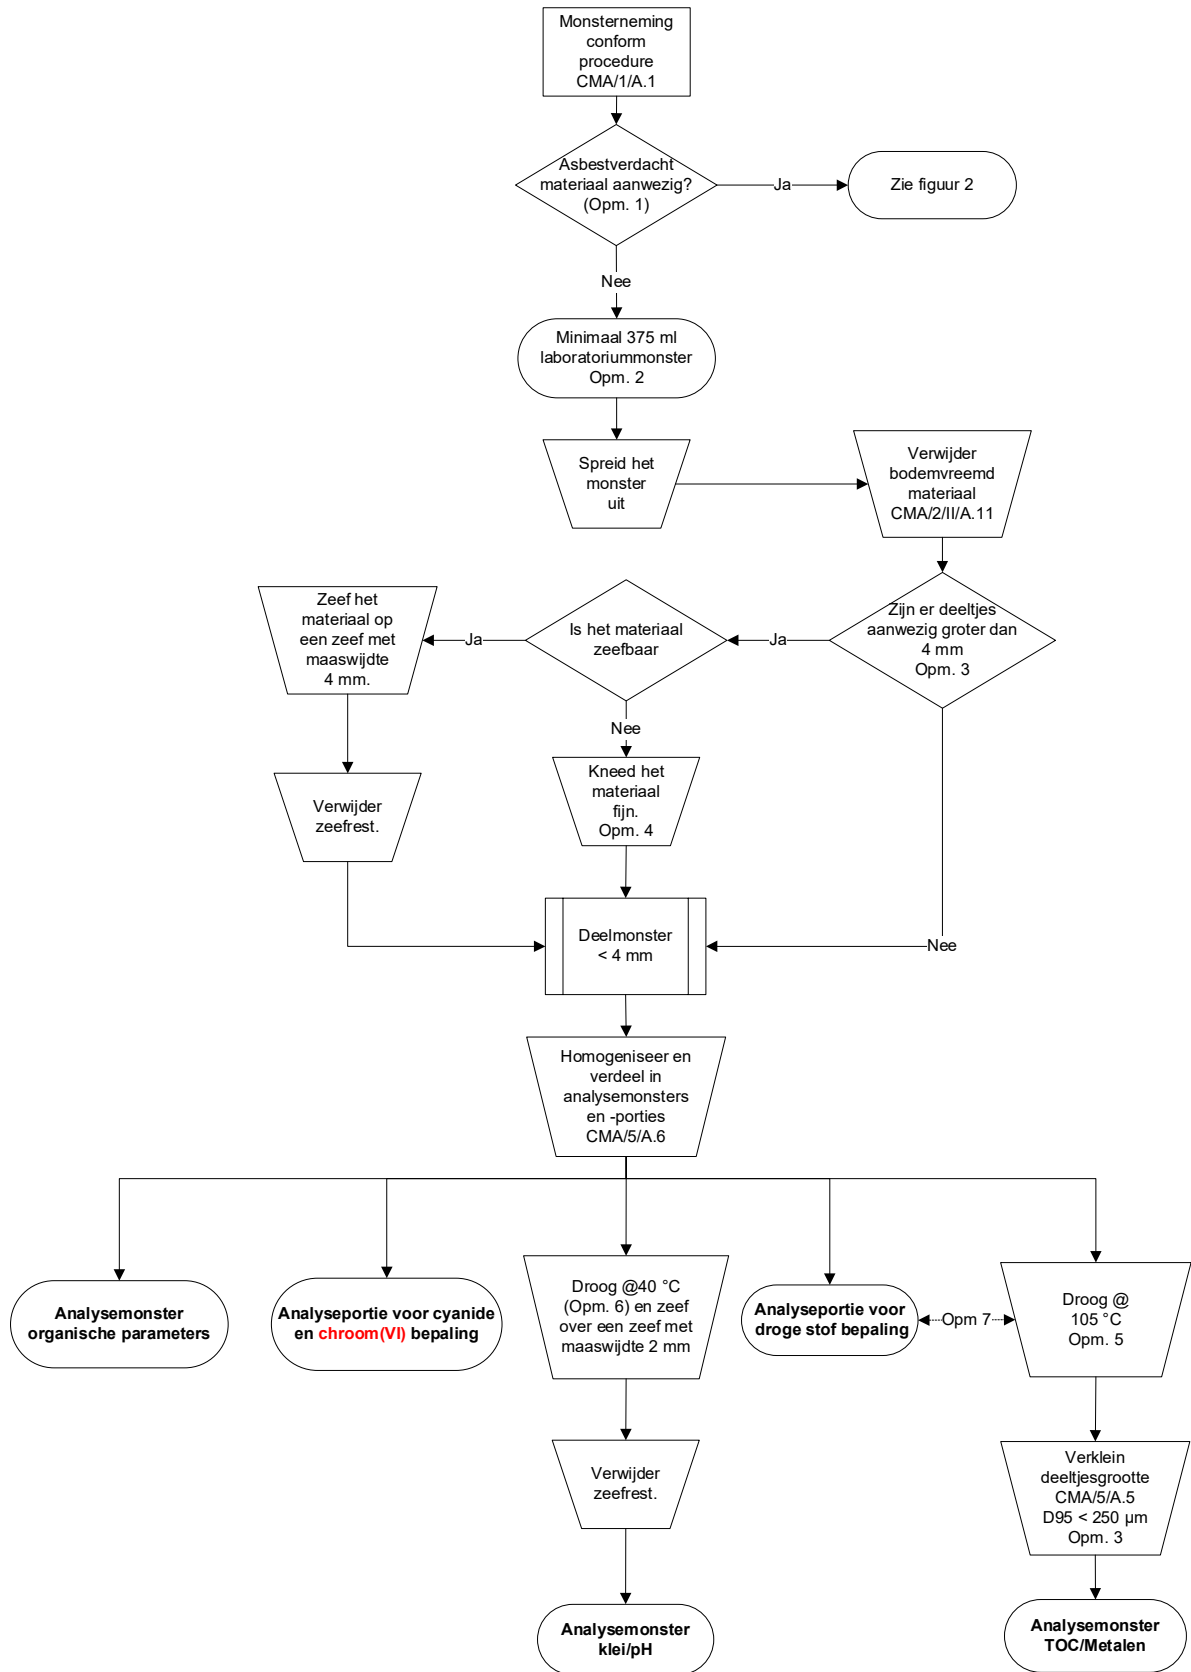 Monsterneming
conform
procedure
CMA/1/A.1
Asbestverdacht
materiaal aanwezig?
(Opm. 1)
Ja
Zie figuur 2
Nee
Minimaal 375 ml
laboratoriummonster
Opm. 2
Spreid het
monster
uit
Verwijder
bodemvreemd
materiaal
CMA/2/II/A.11
Zijn er deeltjes
aanwezig groter dan
4 mm
Opm. 3
Ja
Is het materiaal
zeefbaar
Ja
Zeef het
materiaal op
een zeef met
maaswijdte
4 mm.
Nee
Kneed het
materiaal
fijn.
Opm. 4
Verwijder
zeefrest.
Deelmonster
< 4 mm
Nee
Homogeniseer en
verdeel in
analysemonsters
en -porties
CMA/5/A.6
Analysemonster
organische parameters
Analyseportie voor cyanide
en chroom(VI) bepaling
Droog @40 °C
(Opm. 6) en zeef
over een zeef met
maaswijdte 2 mm
Analyseportie voor
droge stof bepaling
Opm 7
Droog @
105 °C
Opm. 5
Verwijder
zeefrest.
Verklein
deeltjesgrootte
CMA/5/A.5
D95 < 250 µm
Opm. 3
Analysemonster
klei/pH
Analysemonster
TOC/Metalen